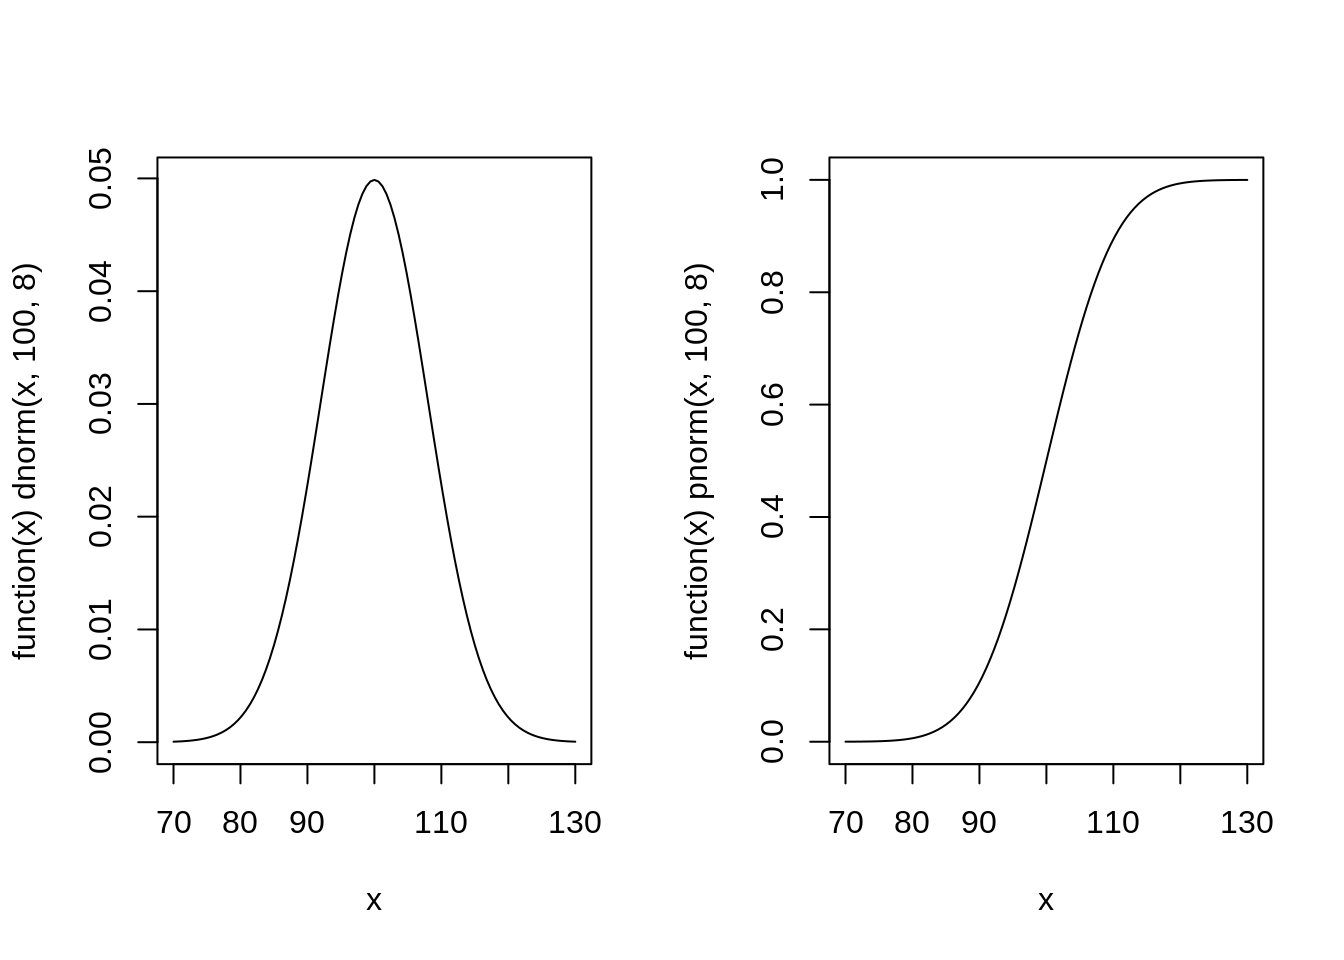 function(x) dnorm(x, 100, 8)
0.00 0.01 0.02 0.03 0.04 0.05
70 80 90 110 130
x
function(x) pnorm(x, 100, 8)
0.0 0.2 0.4 0.6 0.8 1.0
70 80 90 110 130
x